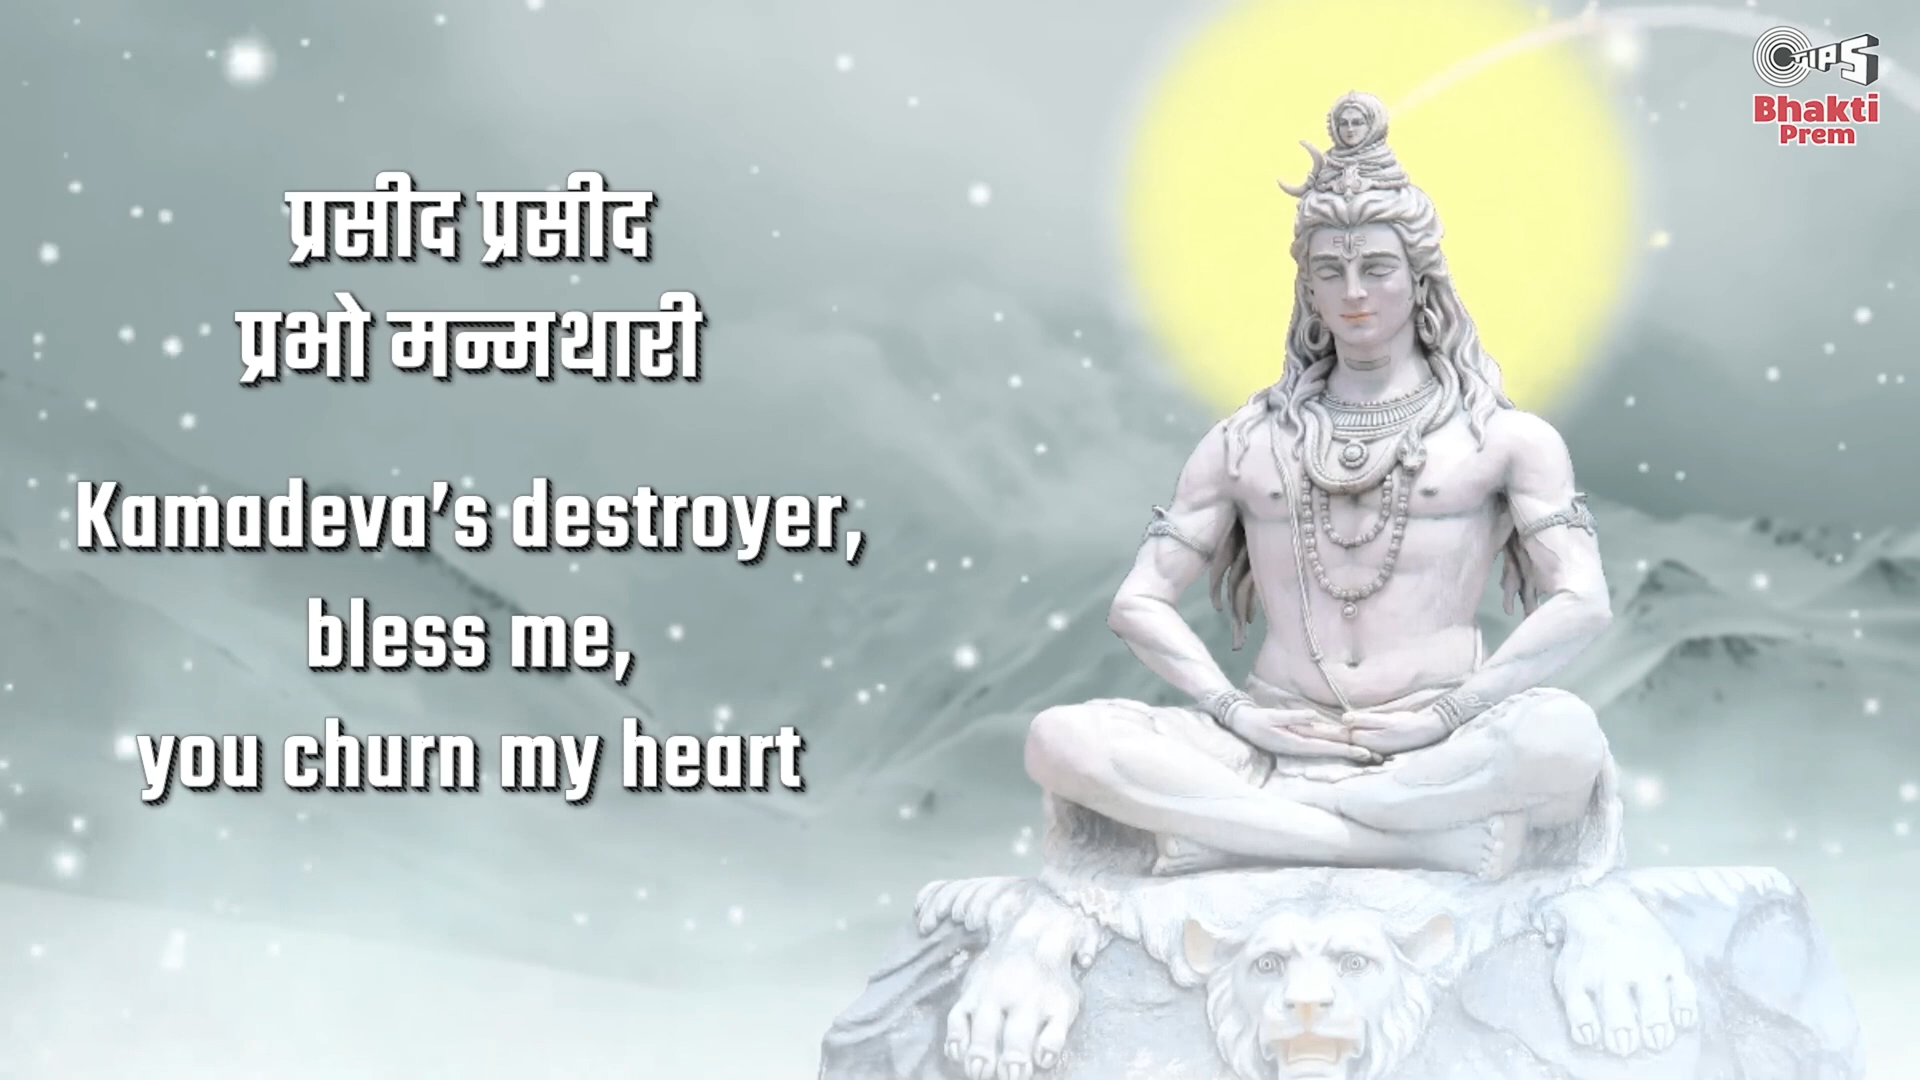 प्रसीद प्रसीद
प्रभो मन्मथारी
Kamadeva's destroyer,
bless me,
you churn my heart
TIPS
Bhakti
Prem